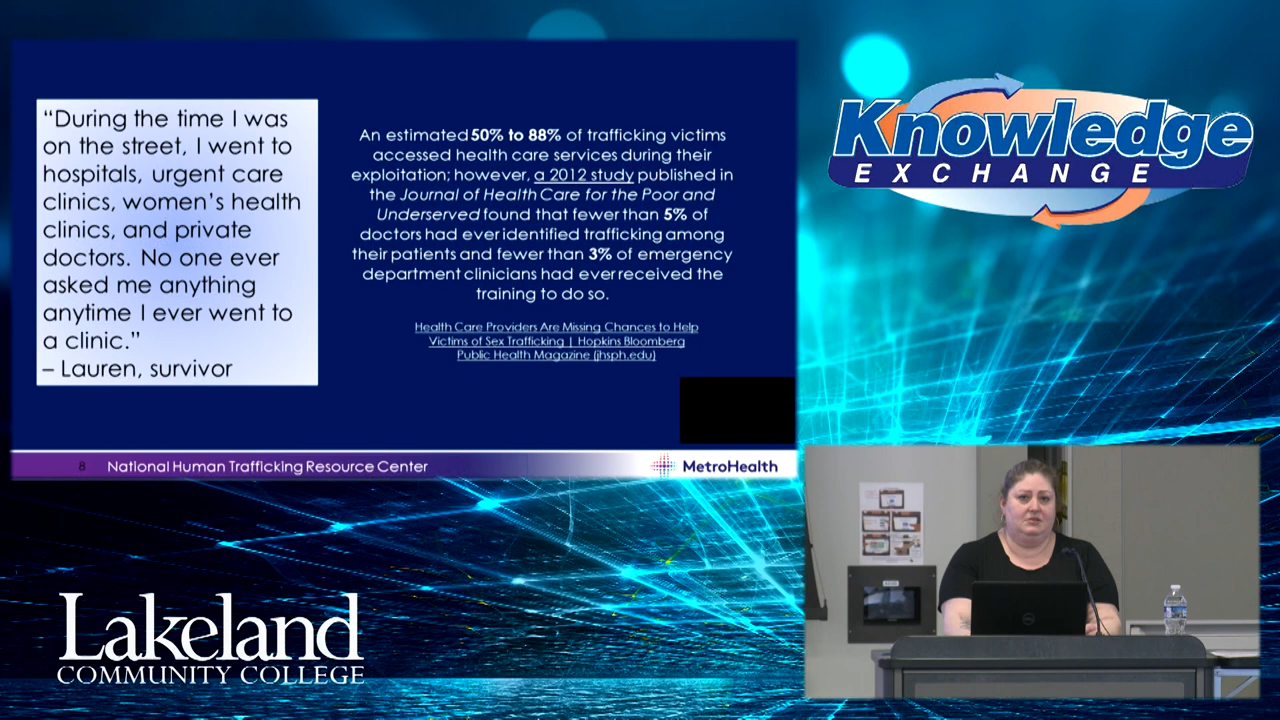 “During the time I was
on the street, I went to
hospitals, urgent care
clinics, women’s health
clinics, and private
doctors. No one ever
asked me anything
anytime I ever went to
a clinic.”
– Lauren, survivor
An estimated 50% to 88% of trafficking victims
accessed health care services during their
exploitation; however, a 2012 study published in
the Journal of Health Care for the Poor and
Underserved found that fewer than 5% of
doctors had ever identified trafficking among
their patients and fewer than 3% of emergency
department clinicians had ever received the
training to do so.
Health Care Providers Are Missing Chances to Help
Victims of Sex Trafficking | Hopkins Bloomberg
Public Health Magazine (jhsph.edu)
8 National Human Trafficking Resource Center
MetroHealth
Knowledge
EXCHANGE
Lakeland
COMMUNITY COLLEGE
DELL